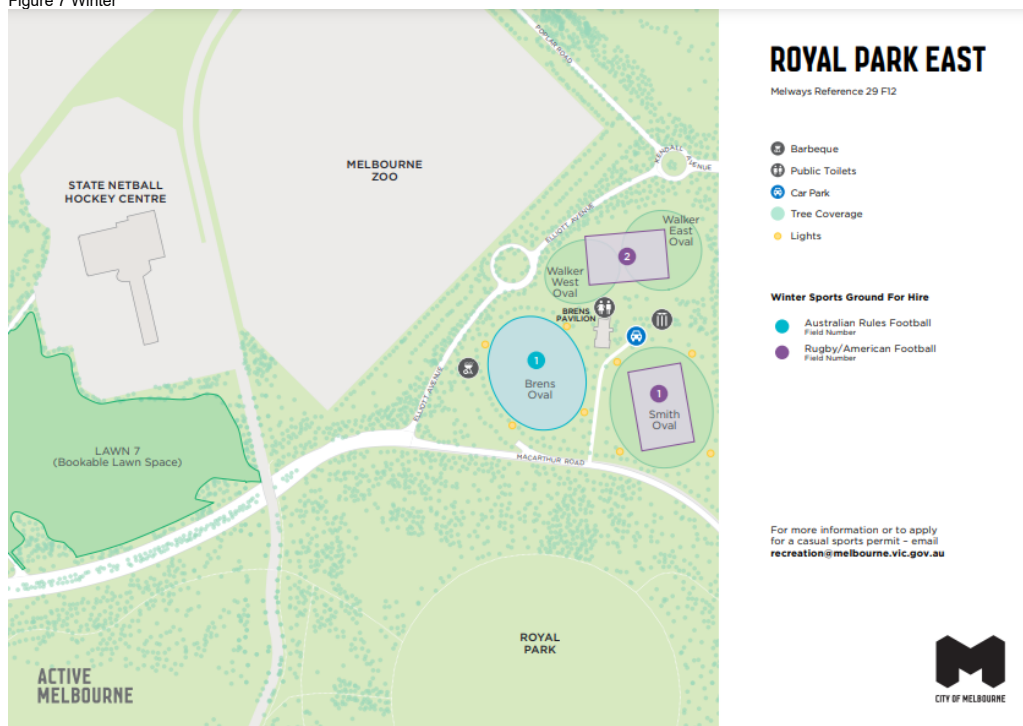 Figure 7 Winter
ROYAL PARK EAST
Melways Reference 29 F12
Barbeque
Public Toilets
Car Park
Tree Coverage
Lights
Winter Sports Ground For Hire
Australian Rules Football
Field Number
Rugby/American Football
Field Number
For more information or to apply
for a casual sports permit – email
recreation@melbourne.vic.gov.au
CITY OF MELBOURNE
POPLAR ROAD
MELBOURNE
ZOO
STATE NETBALL
HOCKEY CENTRE
KENDALL AVENUE
ELLIOTT AVENUE
Walker
East
Oval
2
Walker
West
Oval
BRENS
PAVILION
1
Brens
Oval
1
Smith
Oval
ELLIOTT AVENUE
MACARTHUR ROAD
LAWN 7
(Bookable Lawn Space)
ROYAL
PARK
ACTIVE
MELBOURNE